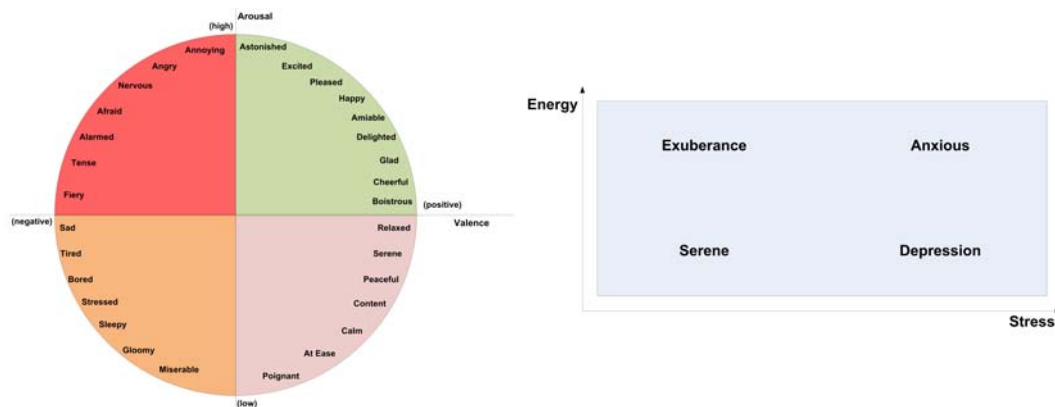 Arousal
(high)
Annoying
Astonished
Angry
Excited
Nervous
Pleased
Happy
Afraid
Amiable
Alarmed
Delighted
Tense
Glad
Cheerful
Fiery
Boistrous
(positive)
(negative)
Valence
Sad
Relaxed
Tired
Serene
Bored
Peaceful
Stressed
Content
Sleepy
Calm
Gloomy
At Ease
Miserable
Poignant
(low)
Energy
Exuberance
Anxious
Serene
Depression
Stress